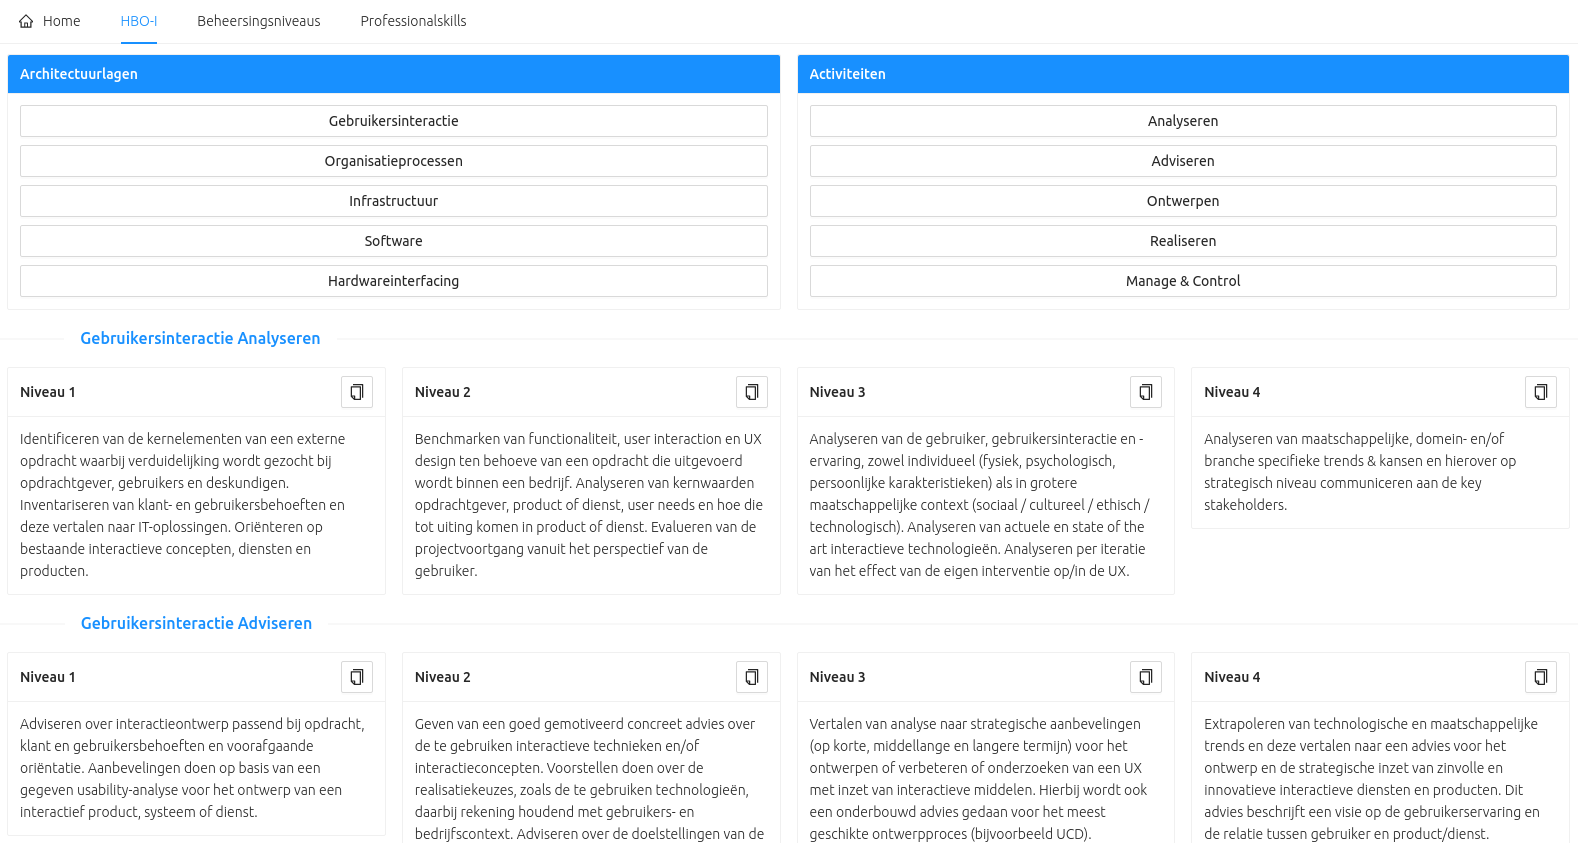 Home HBO-I Beheersingsniveaus Professionalskills
Architectuurlagen
Gebruikersinteractie
Organisatieprocessen
Infrastructuur
Software
Hardwareinterfacing
Activiteiten
Analyseren
Adviseren
Ontwerpen
Realiseren
Manage & Control
Gebruikersinteractie Analyseren
Niveau 1
Identificeren van de kernelementen van een externe
opdracht waarbij verduidelijking wordt gezocht bij
opdrachtgever, gebruikers en deskundigen.
Inventariseren van klant- en gebruikersbehoeften en
deze vertalen naar IT-oplossingen. Oriënteren op
bestaande interactieve concepten, diensten en
producten.
Niveau 2
Benchmarken van functionaliteit, user interaction en UX
design ten behoeve van een opdracht die uitgevoerd
wordt binnen een bedrijf. Analyseren van kernwaarden
opdrachtgever, product of dienst, user needs en hoe die
tot uiting komen in product of dienst. Evalueren van de
projectvoortgang vanuit het perspectief van de
gebruiker.
Niveau 3
Analyseren van de gebruiker, gebruikersinteractie en -
ervaring, zowel individueel (fysiek, psychologisch,
persoonlijke karakteristieken) als in grotere
maatschappelijke context (sociaal / cultureel / ethisch /
technologisch). Analyseren van actuele en state of the
art interactieve technologieën. Analyseren per iteratie
van het effect van de eigen interventie op/in de UX.
Niveau 4
Analyseren van maatschappelijke, domein- en/of
branche specifieke trends & kansen en hierover op
strategisch niveau communiceren aan de key
stakeholders.
Gebruikersinteractie Adviseren
Niveau 1
Adviseren over interactieontwerp passend bij opdracht,
klant en gebruikersbehoeften en voorafgaande
oriëntatie. Aanbevelingen doen op basis van een
gegeven usability-analyse voor het ontwerp van een
interactief product, systeem of dienst.
Niveau 2
Geven van een goed gemotiveerd concreet advies over
de te gebruiken interactieve technieken en/of
interactieconcepten. Voorstellen doen over de
realisatiekeuzes, zoals de te gebruiken technologieën,
daarbij rekening houdend met gebruikers- en
bedrijfscontext. Adviseren over de doelstellingen van de
Niveau 3
Vertalen van analyse naar strategische aanbevelingen
(op korte, middellange en langere termijn) voor het
ontwerpen of verbeteren of onderzoeken van een UX
met inzet van interactieve middelen. Hierbij wordt ook
een onderbouwd advies gedaan voor het meest
geschikte ontwerpproces (bijvoorbeeld UCD).
Niveau 4
Extrapoleren van technologische en maatschappelijke
trends en deze vertalen naar een advies voor het
ontwerp en de strategische inzet van zinvolle en
innovatieve interactieve diensten en producten. Dit
advies beschrijft een visie op de gebruikerservaring en
de relatie tussen gebruiker en product/dienst.